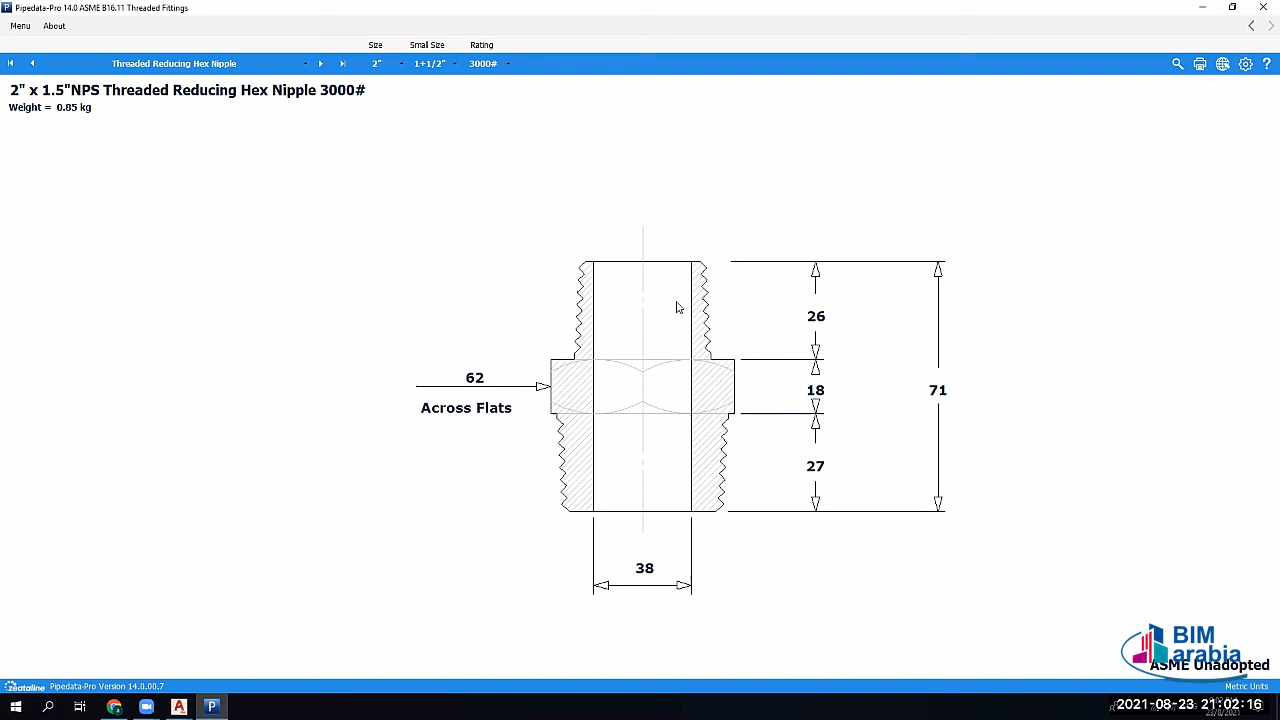 Pipedata-Pro 14.0 ASME B16.11 Threaded Fittings
Menu About
Size Small Size Rating
Threaded Reducing Hex Nipple 2" 1+1/2" 3000#
2" x 1.5"NPS Threaded Reducing Hex Nipple 3000#
Weight = 0.85 kg
26
62
Across Flats
18
71
27
38
BIM
arabia
ASME Unadopted
Zeataline Pipedata-Pro Version 14.0.00.7
Metric Units
2021-08-23 21:02:16